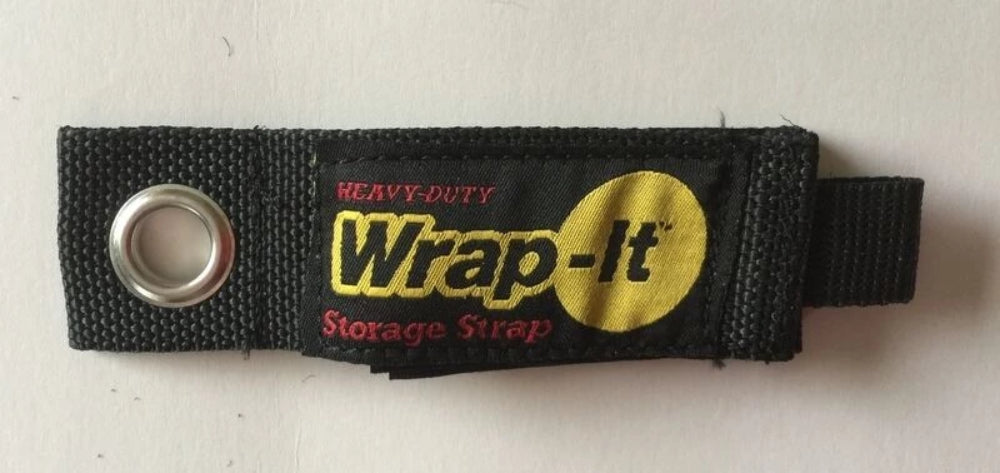 HEAVY-DUTY
Wrap-It™
Storage Strap